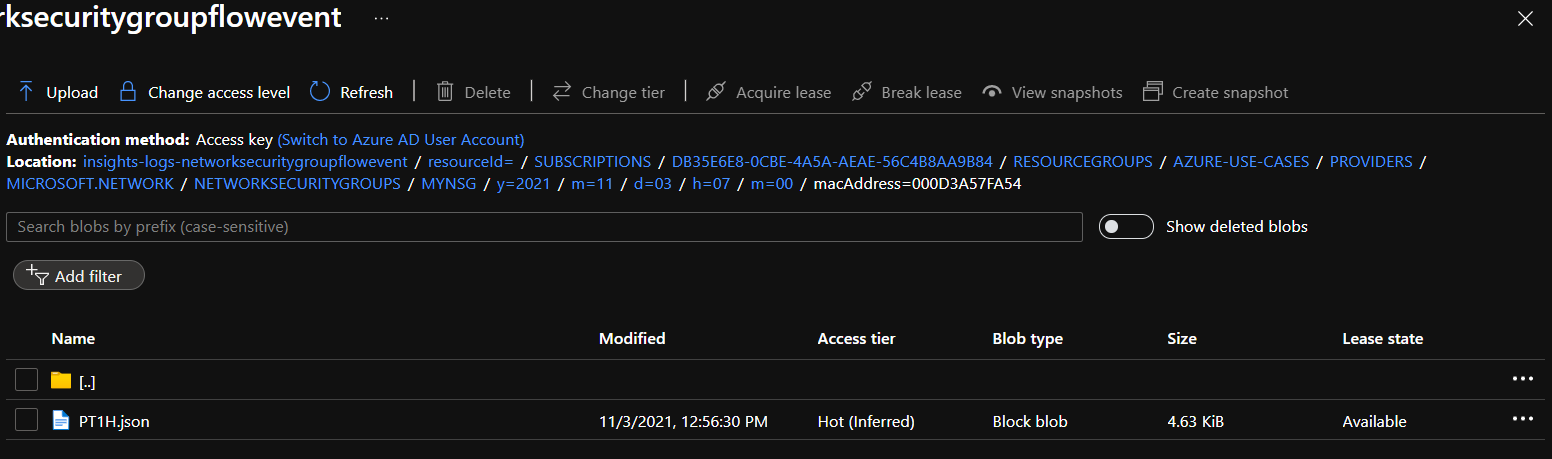 rksecuritygroupflowevent ...
Upload Change access level Refresh Delete Change tier Acquire lease Break lease View snapshots Create snapshot
Authentication method: Access key (Switch to Azure AD User Account)
Location: insights-logs-networksecuritygroupflowevent / resourceId= / SUBSCRIPTIONS / DB35E6E8-0CBE-4A5A-AEAE-56C4B8AA9B84 / RESOURCEGROUPS / AZURE-USE-CASES / PROVIDERS /
MICROSOFT.NETWORK / NETWORKSECURITYGROUPS / MYNSG / y=2021 / m=11 / d=03 / h=07 / m=00 / macAddress=000D3A57FA54
Search blobs by prefix (case-sensitive) Show deleted blobs
Add filter
Name Modified Access tier Blob type Size Lease state
[..]
PT1H.json 11/3/2021, 12:56:30 PM Hot (Inferred) Block blob 4.63 KiB Available